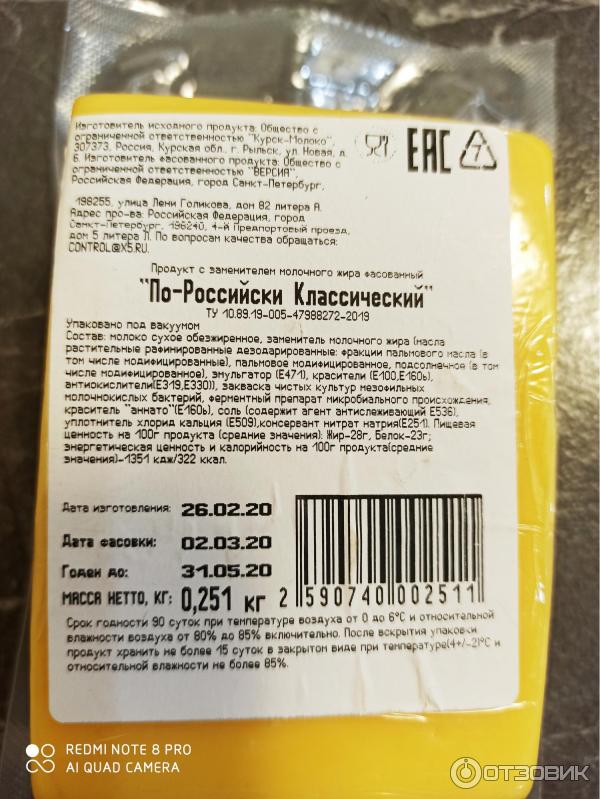 Изготовитель исходного продукта: Общество с
ограниченной ответственностью "Курск-Молоко",
307373, Россия, Курская обл., г. Рыльск, ул. Новая, д.
6. Изготовитель фасованного продукта: Общество с
ограниченной ответственностью "ВЕРСИЯ",
Российская Федерация, город Санкт-Петербург,
198255, улица Лени Голикова, дом 82 литера А.
Адрес про-ва: Российская Федерация, город
Санкт-Петербург, 196240, 4-й Предпортовый проезд,
дом 5 литера Л. По вопросам качества обращаться:
CONTROL@X5.RU.
EAC
7
Продукт с заменителем молочного жира фасованный
"По-Российски Классический"
ТУ 10.89.19-005-47988272-2019
Упаковано под вакуумом
Состав: молоко сухое обезжиренное, заменитель молочного жира (масла
растительные рафинированные дезодарированные: фракции пальмового масла (в
том числе модифицированные), пальмовое модифицированное, подсолнечное (в том
числе модифицированное), эмульгатор (Е471), красители (Е100,Е160ь),
антиокислители(Е319,Е330)), закваска чистых культур мезофильных
молочнокислых бактерий, ферментный препарат микробиального происхождения,
краситель "аннато"(Е160ь), соль (содержит агент антислеживающий Е536),
уплотнитель хлорид кальция (Е509),консервант нитрат натрия(Е251). Пищевая
ценность на 100г продукта (средние значения): Жир-28г, Белок-23г;
энергетическая ценность и калорийность на 100г продукта(средние
значения)-1351 кдж/322 ккал.
Дата изготовления: 26.02.20
Дата фасовки: 02.03.20
Годен до: 31.05.20
МАССА НЕТТО, КГ: 0,251 кг
2 590740 002511
Срок годности 90 суток при температуре воздуха от 0 до 6°С и относительной
влажности воздуха от 80% до 85% включительно. После вскрытия упаковки
продукт хранить не более 15 суток в закрытом виде при температуре(4+/-2)°С и
относительной влажности не более 85%.
REDMI NOTE 8 PRO
AI QUAD CAMERA
ОТЗОВИК